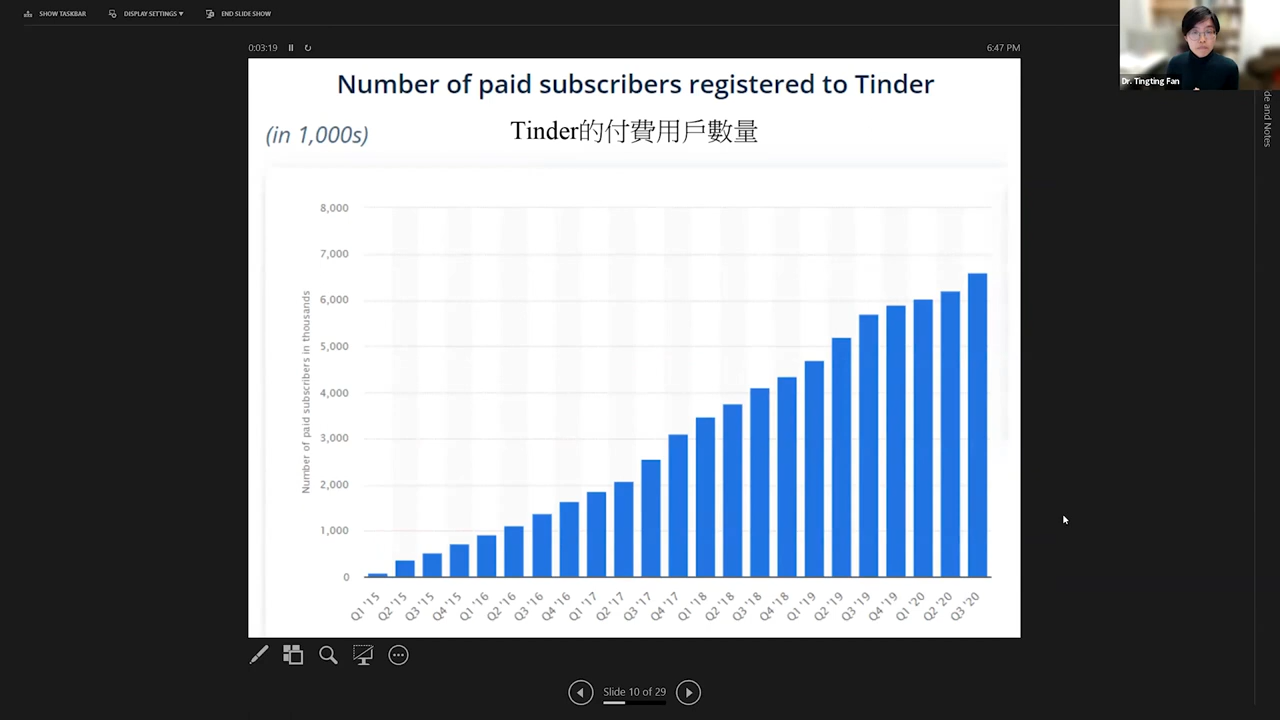 SHOW TASKBAR
DISPLAY SETTINGS ▾
END SLIDE SHOW
0:03:19
6:47 PM
Dr. Tingting Fan
de and Notes
Number of paid subscribers registered to Tinder
(in 1,000s)
Tinder的付費用戶數量
Number of paid subscribers in thousands
8,000
7,000
6,000
5,000
4,000
3,000
2,000
1,000
0
Q1 '15
Q2 '15
Q3 '15
Q4 '15
Q1 '16
Q2 '16
Q3 '16
Q4 '16
Q1 '17
Q2 '17
Q3 '17
Q4 '17
Q1 '18
Q2 '18
Q3 '18
Q4 '18
Q1 '19
Q2 '19
Q3 '19
Q4 '19
Q1 '20
Q2 '20
Q3 '20
Slide 10 of 29